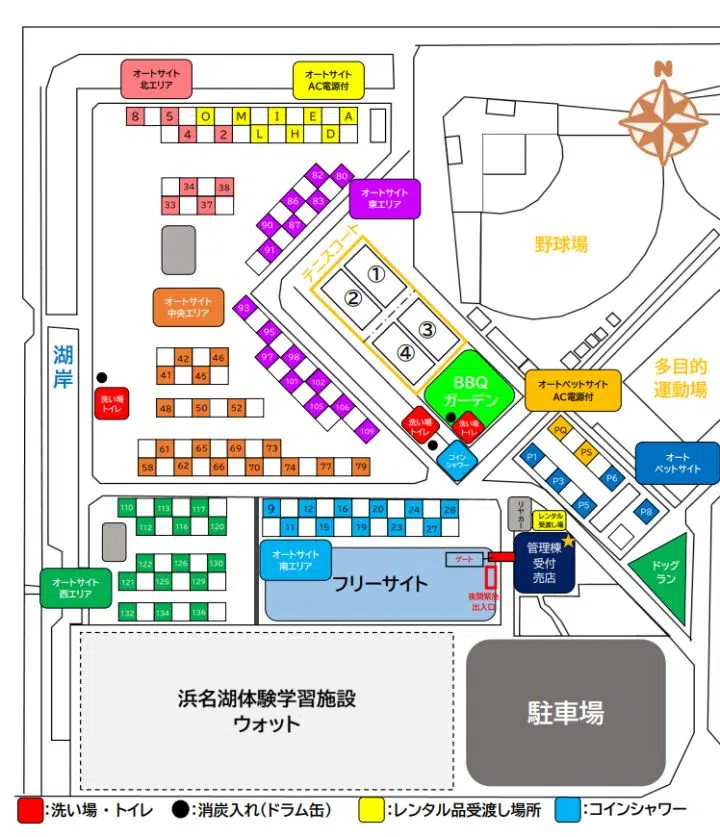 N
オートサイト
北エリア
オートサイト
AC電源付
8 5 O M I E A
4 2 L H D
34 38
33 37
82 80
86 83
90 87
91
オートサイト
東エリア
テニスコート
①
②
③
④
野球場
多目的
運動場
湖岸
オートサイト
中央エリア
93
95
97 98
101 102
105 106
109
42 46
41 45
48 50 52
61 65 69 73
58 62 66 70 74 77 79
洗い場
トイレ
BBQ
ガーデン
洗い場
トイレ
洗い場
トイレ
コイン
シャワー
オートペットサイト
AC電源付
PQ
PS
P1
P3
P5
P6
P8
オート
ペットサイト
110 113 117
112 116 120
122 126 130
121 125 129
132 134 136
オートサイト
西エリア
9 12 16 20 24 28
11 15 19 23 27
オートサイト
南エリア
フリーサイト
ゲート
夜間緊急
出入口
リヤカー
レンタル
受渡し場
管理棟
受付
売店
ドッグ
ラン
浜名湖体験学習施設
ウォット
駐車場
:洗い場・トイレ
:消炭入れ(ドラム缶)
:レンタル品受渡し場所
:コインシャワー